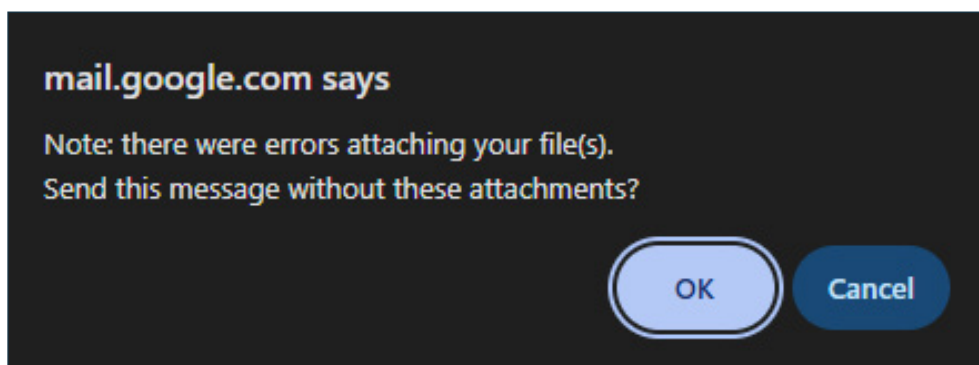 mail.google.com says
Note: there were errors attaching your file(s).
Send this message without these attachments?
OK
Cancel